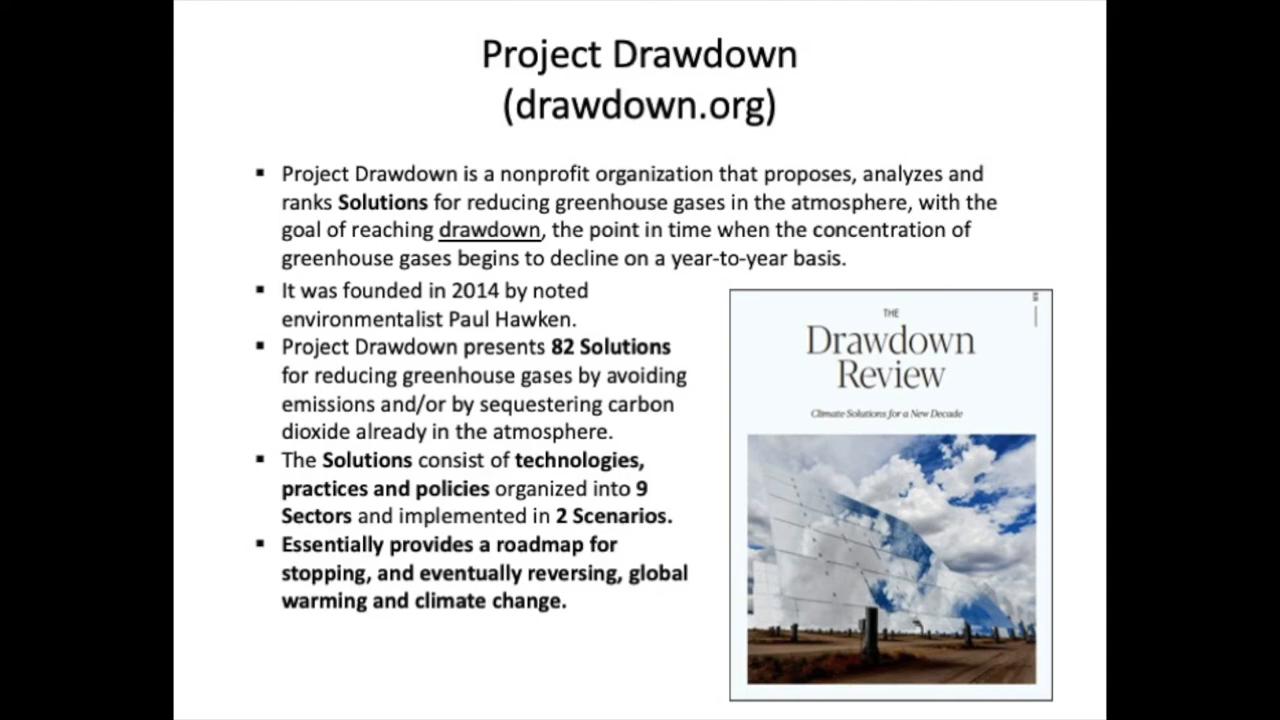 Project Drawdown
(drawdown.org)
▪ Project Drawdown is a nonprofit organization that proposes, analyzes and
ranks Solutions for reducing greenhouse gases in the atmosphere, with the
goal of reaching drawdown, the point in time when the concentration of
greenhouse gases begins to decline on a year-to-year basis.
▪ It was founded in 2014 by noted
environmentalist Paul Hawken.
▪ Project Drawdown presents 82 Solutions
for reducing greenhouse gases by avoiding
emissions and/or by sequestering carbon
dioxide already in the atmosphere.
▪ The Solutions consist of technologies,
practices and policies organized into 9
Sectors and implemented in 2 Scenarios.
▪ Essentially provides a roadmap for
stopping, and eventually reversing, global
warming and climate change.
THE
Drawdown
Review
Climate Solutions for a New Decade